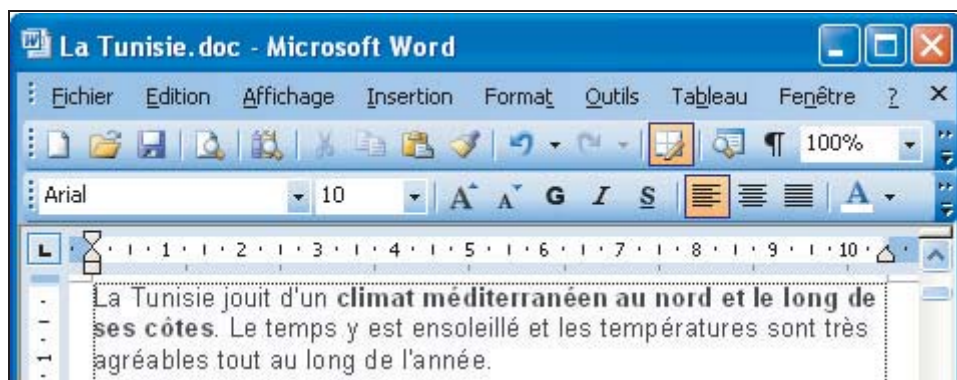 La Tunisie.doc - Microsoft Word
Fichier Edition Affichage Insertion Format Outils Tableau Fenêtre ?
100%
Arial 10 A A G I S A
L 1 2 3 4 5 6 7 8 9 10
La Tunisie jouit d'un climat méditerranéen au nord et le long de
ses côtes. Le temps y est ensoleillé et les températures sont très
agréables tout au long de l'année.
1